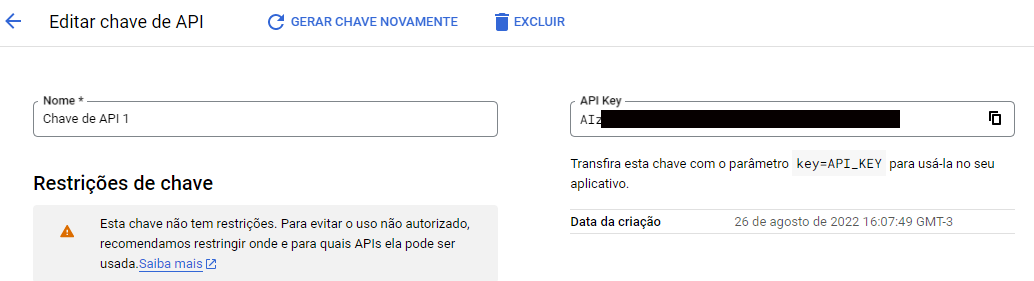 Editar chave de API
GERAR CHAVE NOVAMENTE
EXCLUIR
Nome *
Chave de API 1
API Key
AIz
Transfira esta chave com o parâmetro key=API_KEY para usá-la no seu
aplicativo.
Restrições de chave
Esta chave não tem restrições. Para evitar o uso não autorizado,
recomendamos restringir onde e para quais APIs ela pode ser
usada.Saiba mais
Data da criação
26 de agosto de 2022 16:07:49 GMT-3